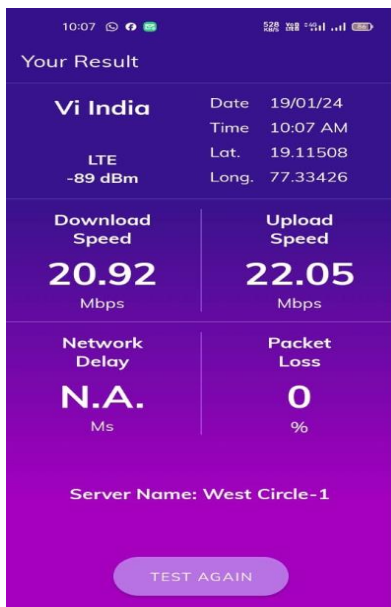 10:07
528 KB/S
Your Result
Vi India
LTE
-89 dBm
Date 19/01/24
Time 10:07 AM
Lat. 19.11508
Long. 77.33426
Download
Speed
20.92
Mbps
Upload
Speed
22.05
Mbps
Network
Delay
N.A.
Ms
Packet
Loss
0
%
Server Name: West Circle-1
TEST AGAIN